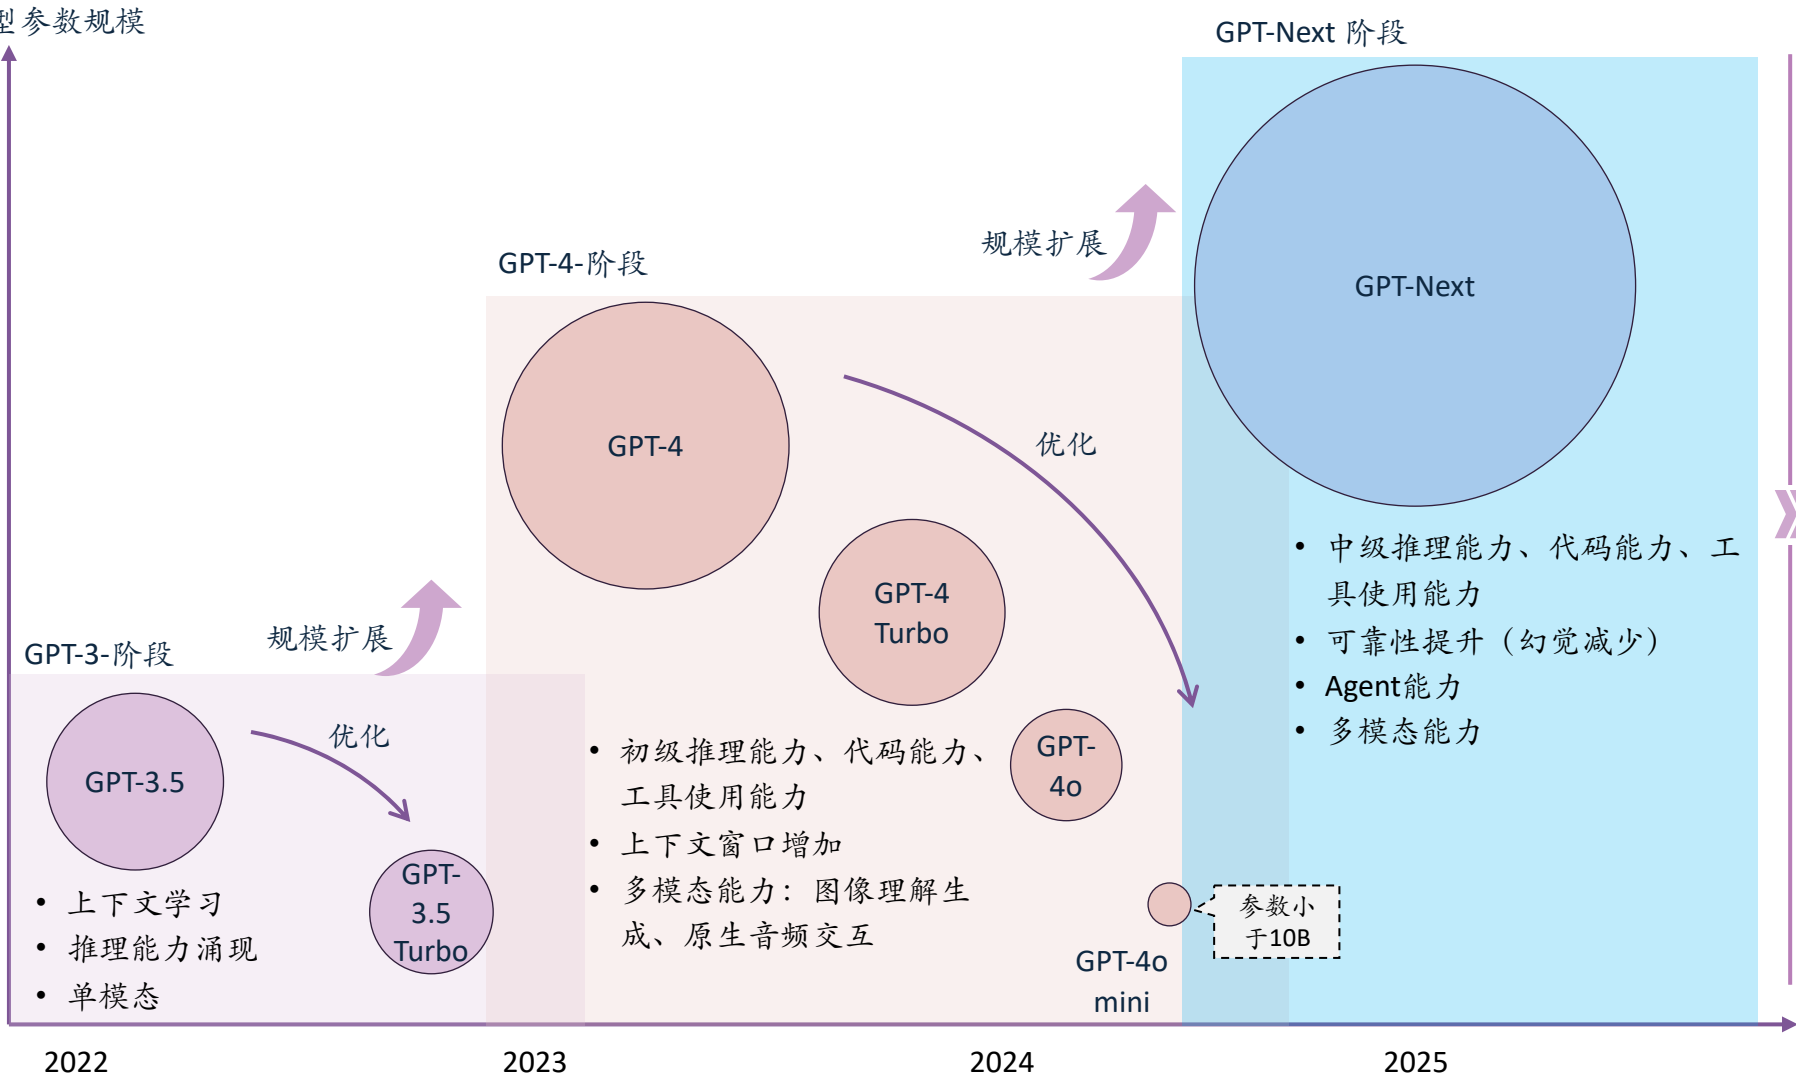 型参数规模
GPT-Next 阶段
规模扩展
GPT-4-阶段
GPT-Next
优化
GPT-4
• 中级推理能力、代码能力、工
具使用能力
• 可靠性提升（幻觉减少）
• Agent能力
• 多模态能力
GPT-4
Turbo
规模扩展
GPT-3-阶段
优化
GPT-3.5
GPT-
4o
• 初级推理能力、代码能力、
工具使用能力
• 上下文窗口增加
• 多模态能力：图像理解生
成、原生音频交互
GPT-
3.5
Turbo
• 上下文学习
• 推理能力涌现
• 单模态
参数小
于10B
GPT-4o
mini
2022
2023
2024
2025